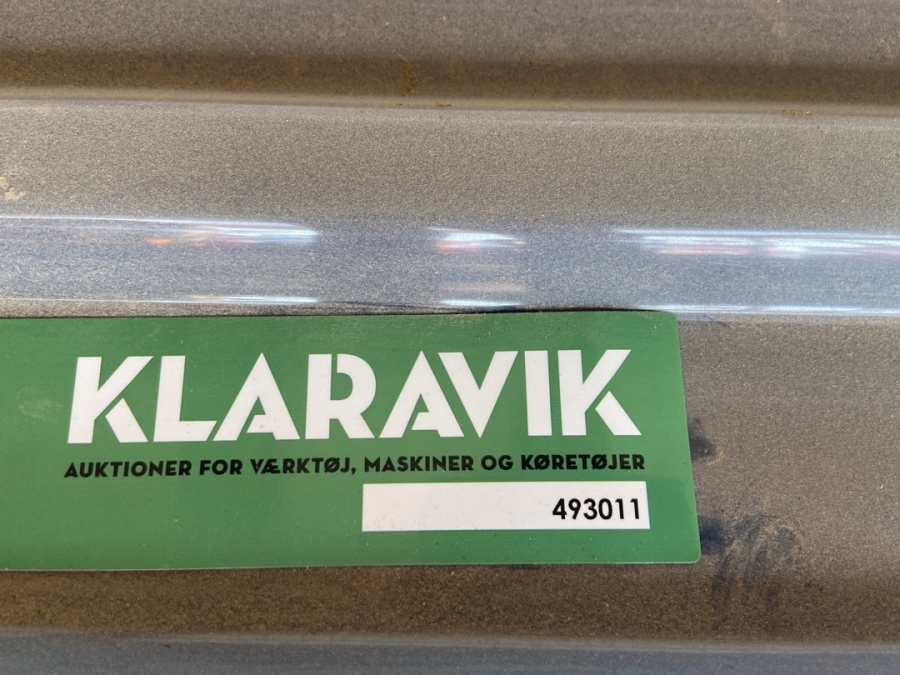 KLARAVIK
AUKTIONER FOR VÆRKTØJ, MASKINER OG KØRETØJER
493011